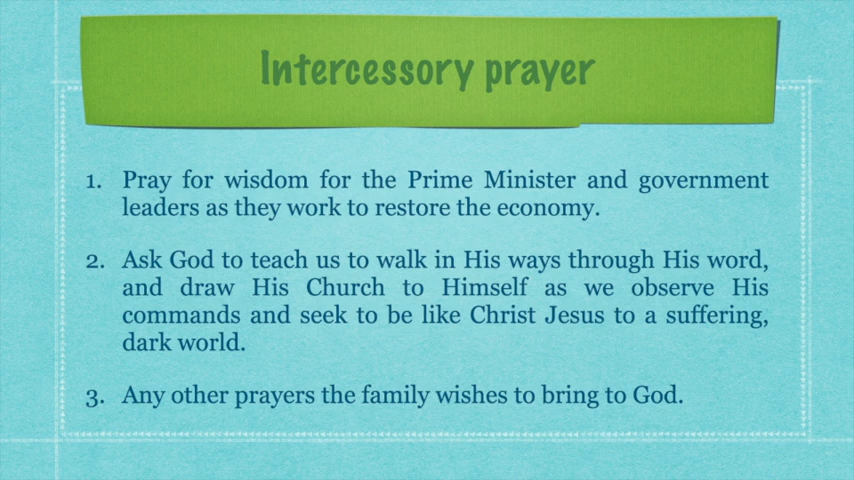 Intercessory prayer
1. Pray for wisdom for the Prime Minister and government
leaders as they work to restore the economy.
2. Ask God to teach us to walk in His ways through His word,
and draw His Church to Himself as we observe His
commands and seek to be like Christ Jesus to a suffering,
dark world.
3. Any other prayers the family wishes to bring to God.